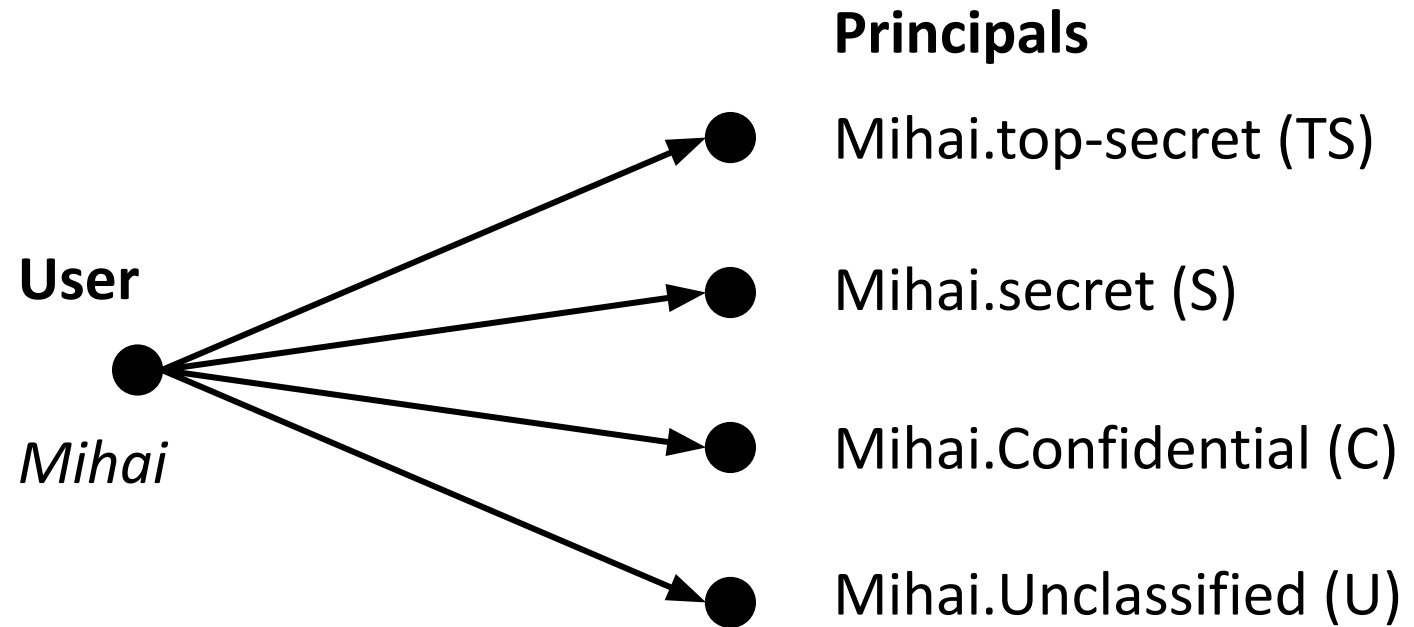 Principals
Mihai.top-secret (TS)
User
Mihai.secret (S)
Mihai
Mihai.Confidential (C)
Mihai.Unclassified (U)